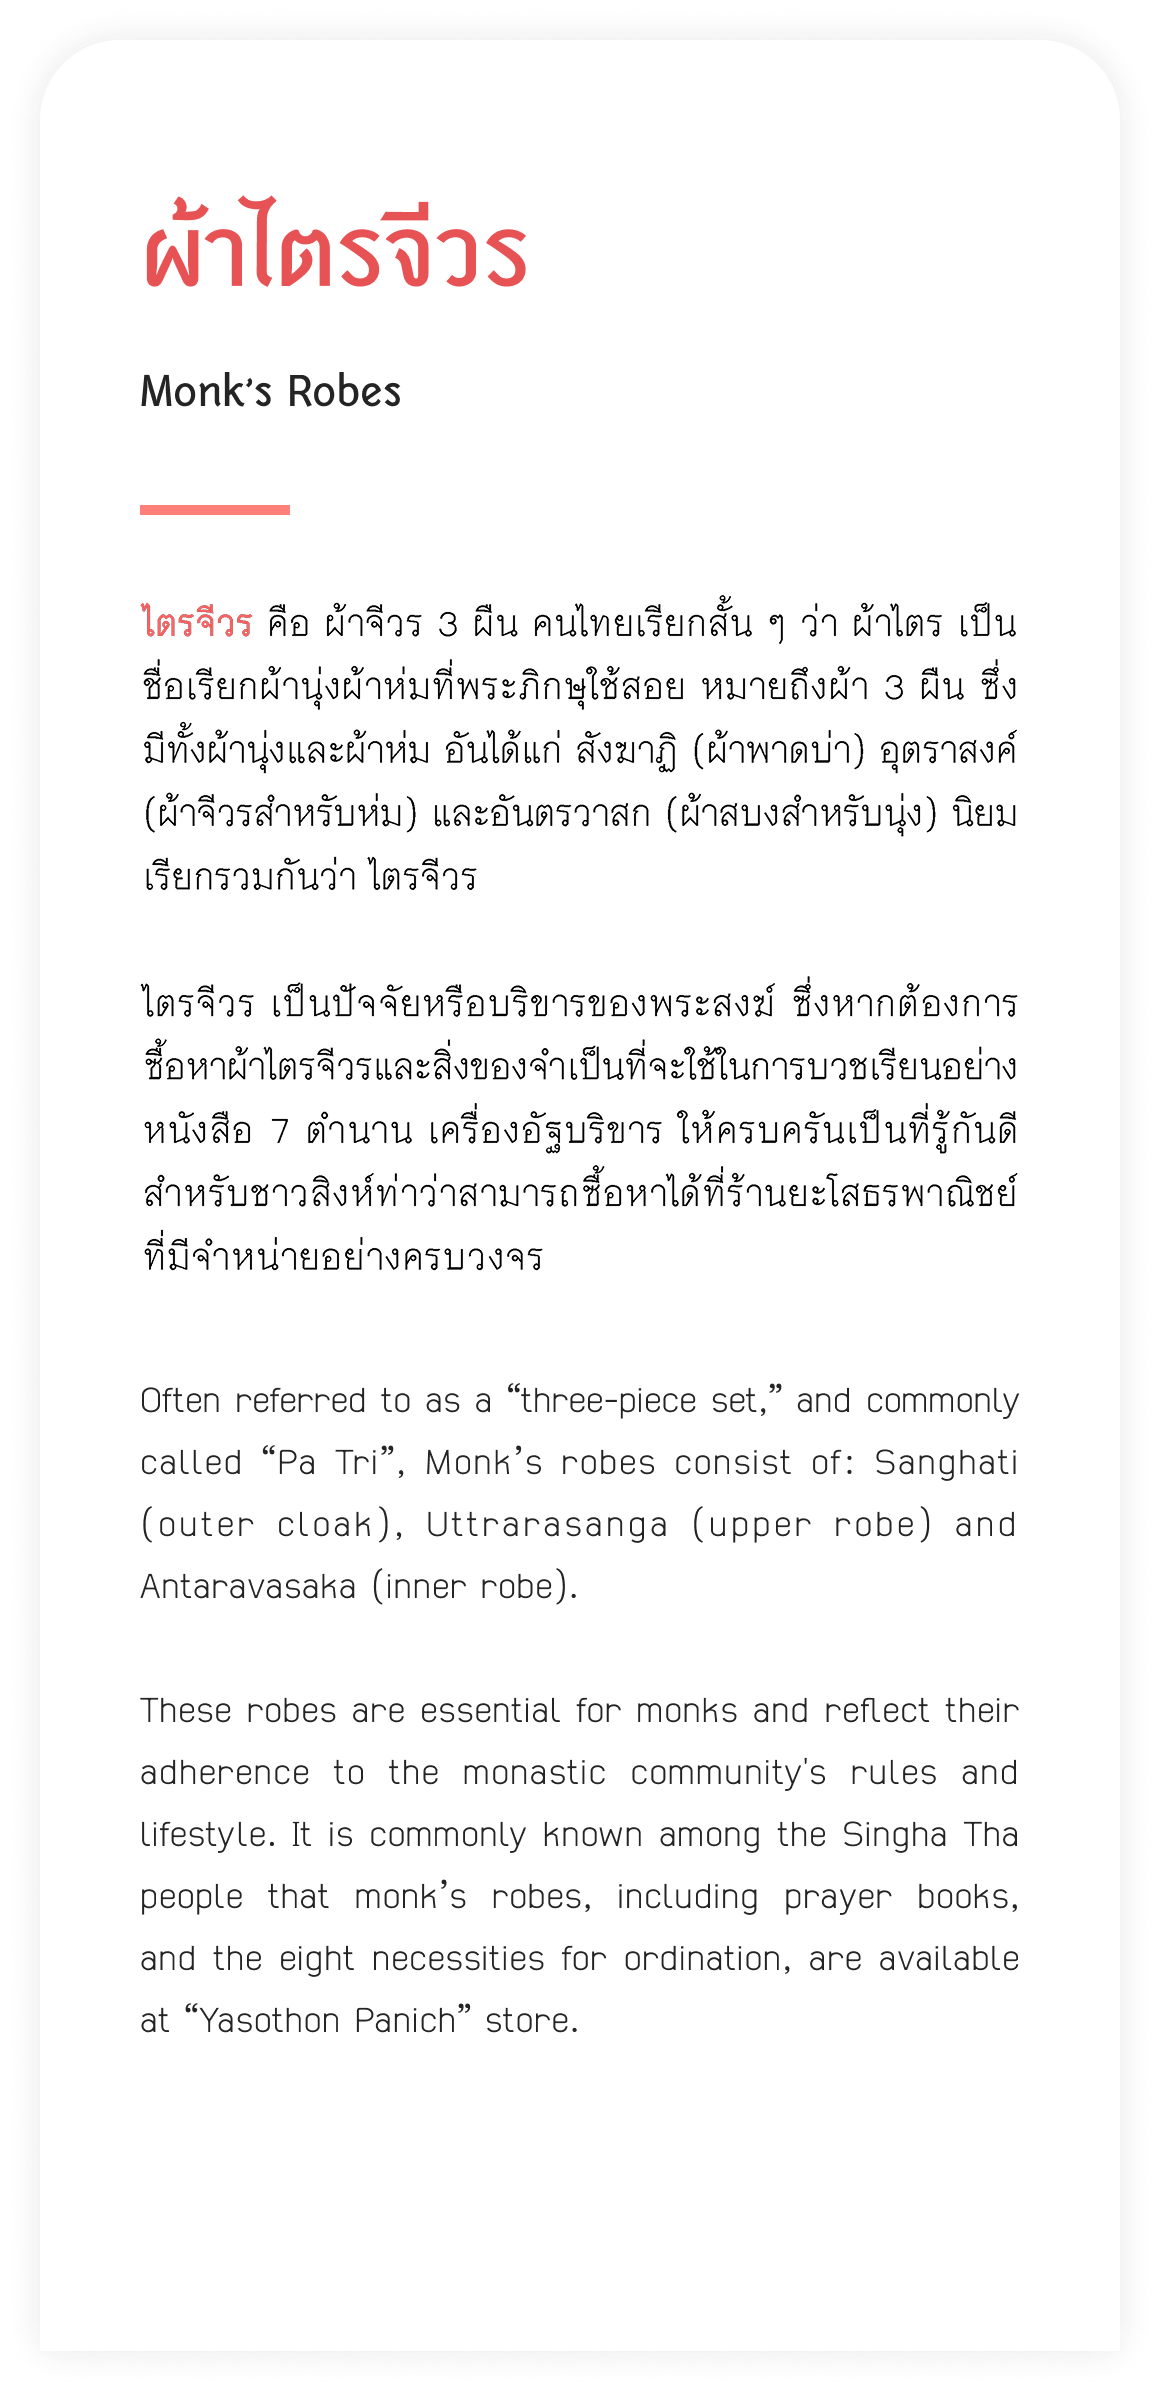 ผ้าไตรจีวร
Monk’s Robes
ไตรจีวร คือ ผ้าจีวร 3 ผืน คนไทยเรียกสั้น ๆ ว่า ผ้าไตร เป็น
ชื่อเรียกผ้านุ่งผ้าห่มที่พระภิกษุใช้สอย หมายถึงผ้า 3 ผืน ซึ่ง
มีทั้งผ้านุ่งและผ้าห่ม อันได้แก่ สังฆาฏิ (ผ้าพาดบ่า) อุตราสงค์
(ผ้าจีวรสำหรับห่ม) และอันตรวาสก (ผ้าสบงสำหรับนุ่ง) นิยม
เรียกรวมกันว่า ไตรจีวร
ไตรจีวร เป็นปัจจัยหรือบริขารของพระสงฆ์ ซึ่งหากต้องการ
ซื้อหาผ้าไตรจีวรและสิ่งของจำเป็นที่จะใช้ในการบวชเรียนอย่าง
หนังสือ 7 ตำนาน เครื่องอัฐบริขาร ให้ครบครันเป็นที่รู้กันดี
สำหรับชาวสิงห์ท่าว่าสามารถซื้อหาได้ที่ร้านยะโสธรพาณิชย์
ที่มีจำหน่ายอย่างครบวงจร
Often referred to as a “three-piece set,” and commonly
called “Pa Tri”, Monk’s robes consist of: Sanghati
(outer cloak), Uttrarasanga (upper robe) and
Antaravasaka (inner robe).
These robes are essential for monks and reflect their
adherence to the monastic community's rules and
lifestyle. It is commonly known among the Singha Tha
people that monk’s robes, including prayer books,
and the eight necessities for ordination, are available
at “Yasothon Panich” store.